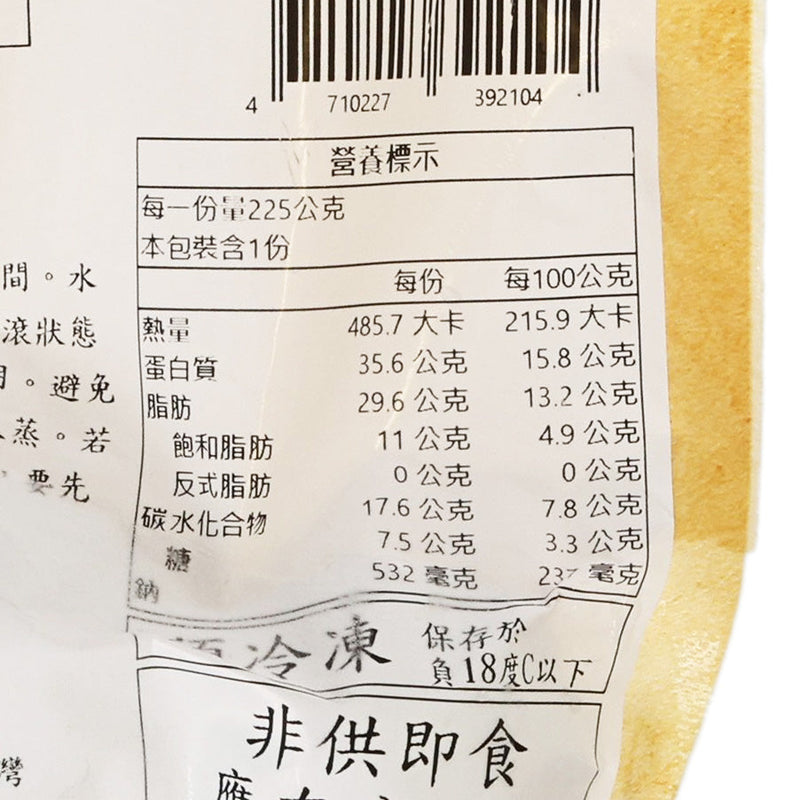 4 710227 392104
營養標示
每一份量225公克
本包裝含1份
每份 每100公克
熱量 485.7 大卡 215.9 大卡
蛋白質 35.6 公克 15.8 公克
脂肪 29.6 公克 13.2 公克
飽和脂肪 11 公克 4.9 公克
反式脂肪 0 公克 0 公克
碳水化合物 17.6 公克 7.8 公克
糖 7.5 公克 3.3 公克
鈉 532 毫克 毫克
間。水
滾狀態
。避免
蒸。若
要先
冷凍 保存於
負18度C以下
非供即食
灣